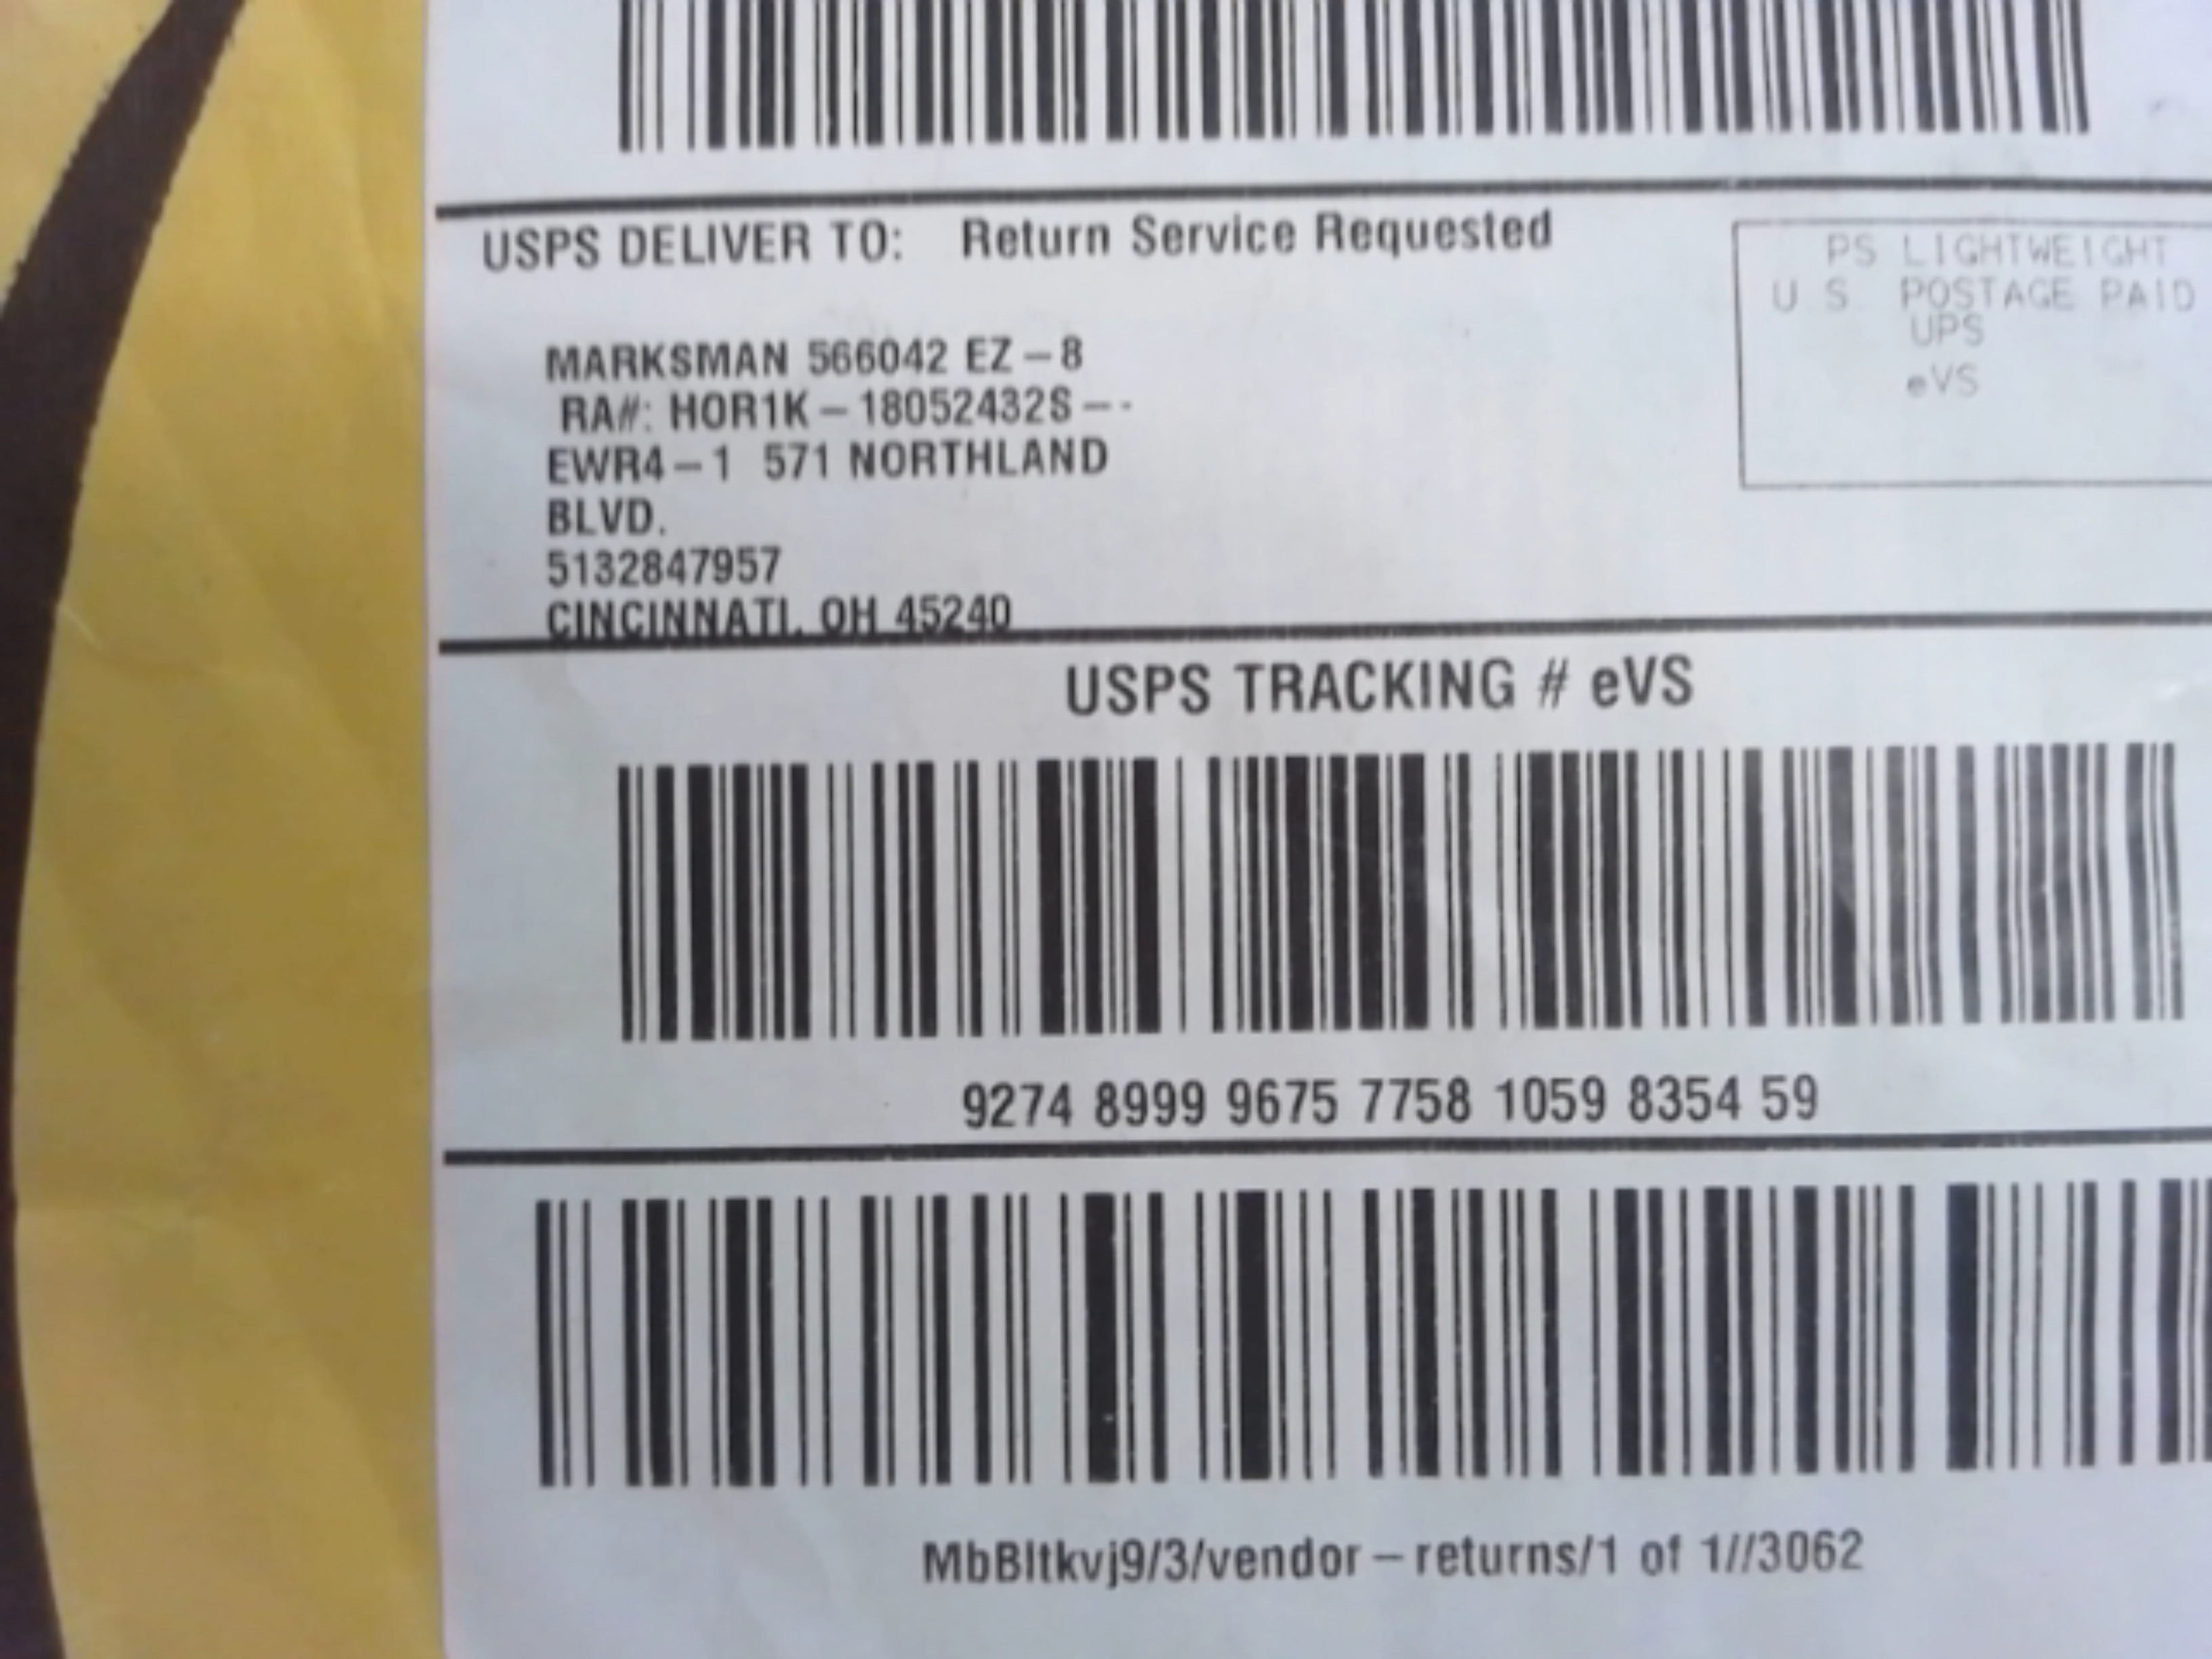 USPS DELIVER TO: Return Service Requested
PS LIGHTWEIGHT
U S POSTAGE PAID
UPS
eVS
MARKSMAN 566042 EZ – 8
RA#: HOR1K – 18052432S – -
EWR4 – 1 571 NORTHLAND
BLVD.
5132847957
CINCINNATI, OH 45240
USPS TRACKING # eVS
9274 8999 9675 7758 1059 8354 59
MbBltkvj9/3/vendor – returns/1 of 1//3062